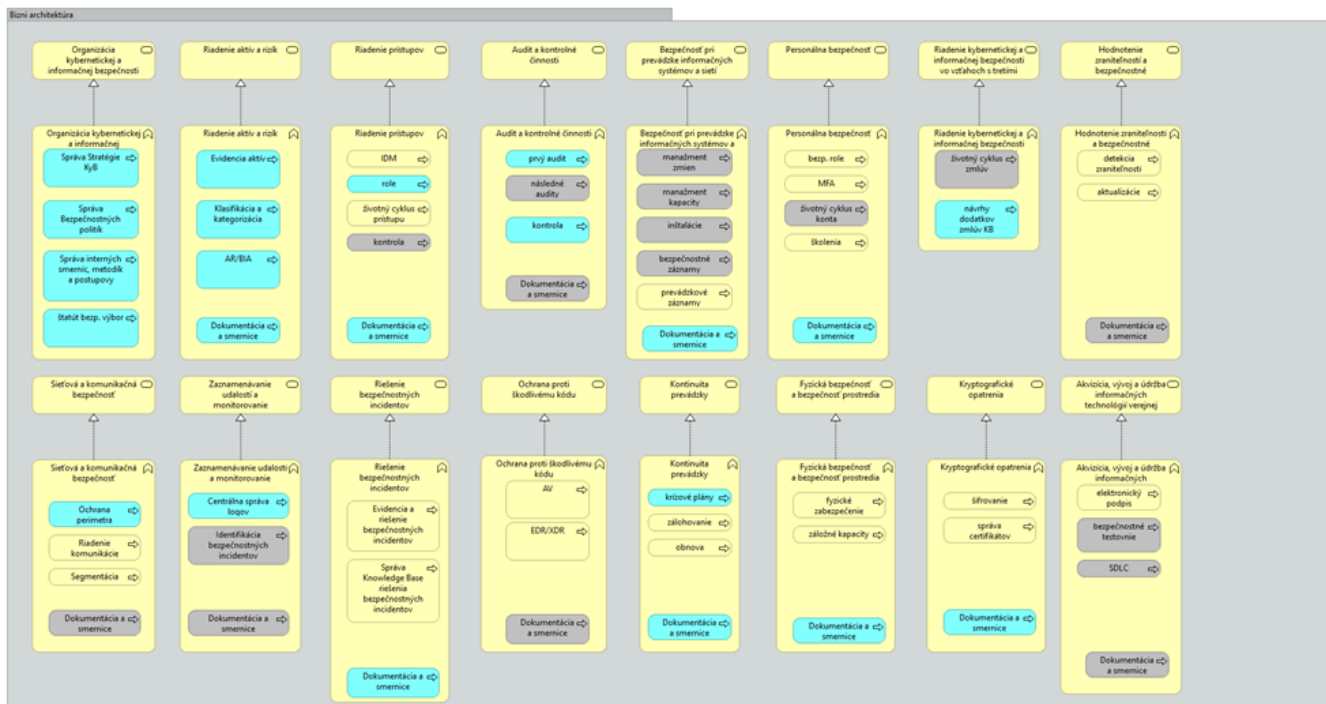 Bizni architektúra
Organizácia
kybernetickej a
informačnej bezpečnosti
Riadenie aktív a rizík
Riadenie prístupov
Audit a kontrolné
činnosti
Bezpečnosť pri
prevádzke informačných
systémov a sietí
Personálna bezpečnosť
Riadenie kybernetickej a
informačnej bezpečnosti
vo vzťahoch s tretími
Hodnotenie
zraniteľností a
bezpečnostné
Organizácia kybernetickej
a informačnej
Správa Stratégie
KyB
Správa
Bezpečnostných
politík
Správa interných
smerníc, metodík
a postupovy
štatút bezp. výbor
Riadenie aktív a rizík
Evidencia aktív
Klasifikácia a
kategorizácia
AR/BIA
Dokumentácia
a smernice
Riadenie prístupov
IDM
role
životný cyklus
prístupu
kontrola
Dokumentácia
a smernice
Audit a kontrolné činnosti
prvý audit
následné
audity
kontrola
Dokumentácia
a smernice
Bezpečnosť pri prevádzke
informačných systémov a
manažment
zmien
manažment
kapacity
inštalácie
bezpečnostné
záznamy
prevádzkové
záznamy
Dokumentácia a
smernice
Personálna bezpečnosť
bezp. role
MFA
životný cyklus
konta
školenia
Dokumentácia
a smernice
Riadenie kybernetickej a
informačnej bezpečnosti
životný cyklus
zmlúv
návrhy
dodatkov
zmlúv KB
Hodnotenie zraniteľností
a bezpečnostné
detekcia
zraniteľností
aktualizácie
Dokumentácia
a smernice
Sieťová a komunikačná
bezpečnosť
Zaznamenávanie
udalostí a
monitorovanie
Riešenie
bezpečnostných
incidentov
Ochrana proti
škodlivému kódu
Kontinuita
prevádzky
Fyzická bezpečnosť
a bezpečnosť prostredia
Kryptografické
opatrenia
Akvizícia, vývoj a údržba
informačných
technológií verejnej
Sieťová a komunikačná
bezpečnosť
Ochrana
perimetra
Riadenie
komunikácie
Segmentácia
Dokumentácia a
smernice
Zaznamenávanie udalostí
a monitorovanie
Centrálna správa
logov
Identifikácia
bezpečnostných
incidentov
Dokumentácia a
smernice
Riešenie
bezpečnostných
incidentov
Evidencia a
riešenie
bezpečnostných
incidentov
Správa
Knowledge Base
riešenia
bezpečnostných
incidentov
Dokumentácia a
smernice
Ochrana proti škodlivému
kódu
AV
EDR/XDR
Dokumentácia
a smernice
Kontinuita
prevádzky
krízové plány
zálohovanie
obnova
Dokumentácia
a smernice
Fyzická bezpečnosť
a bezpečnosť prostredia
fyzické
zabezpečenie
záložné kapacity
Dokumentácia a
smernice
Kryptografické opatrenia
šifrovanie
správa
certifikátov
Dokumentácia a
smernice
Akvizícia, vývoj a údržba
informačných
elektronický
podpis
bezpečnostné
testovnie
SDLC
Dokumentácia
a smernice